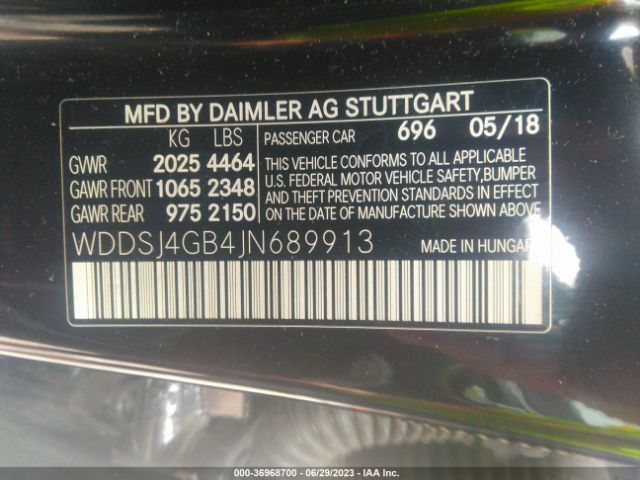 MFD BY DAIMLER AG STUTTGART
KG LBS
GVWR 2025 4464
GAWR FRONT 1065 2348
GAWR REAR 975 2150
PASSENGER CAR 696 05/18
THIS VEHICLE CONFORMS TO ALL APPLICABLE
U.S. FEDERAL MOTOR VEHICLE SAFETY, BUMPER
AND THEFT PREVENTION STANDARDS IN EFFECT
ON THE DATE OF MANUFACTURE SHOWN ABOVE.
WDDSJ4GB4JN689913
MADE IN HUNGAR
000-36968700 - 06/29/2023 - IAA Inc.